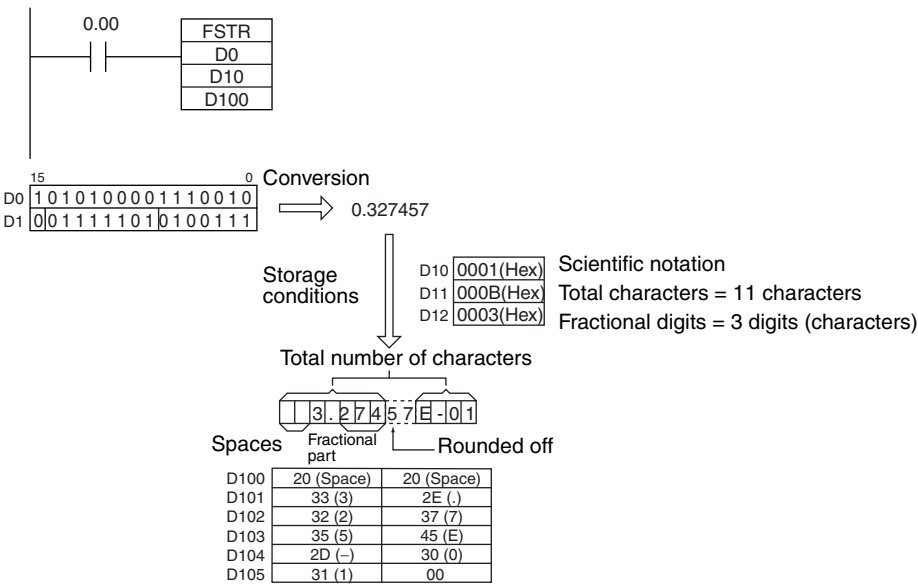 0.00
FSTR
D0
D10
D100
15 0
D0 1 0 1 0 1 0 0 0 0 1 1 1 0 0 1 0
D1 0 0 1 1 1 1 1 0 1 0 1 0 0 1 1 1
Conversion
0.327457
Storage
conditions
D10 0001(Hex) Scientific notation
D11 000B(Hex) Total characters = 11 characters
D12 0003(Hex) Fractional digits = 3 digits (characters)
Total number of characters
3 . 2 7 4 5 7 E - 0 1
Spaces
Fractional
part
Rounded off
D100 20 (Space) 20 (Space)
D101 33 (3) 2E (.)
D102 32 (2) 37 (7)
D103 35 (5) 45 (E)
D104 2D (–) 30 (0)
D105 31 (1) 00